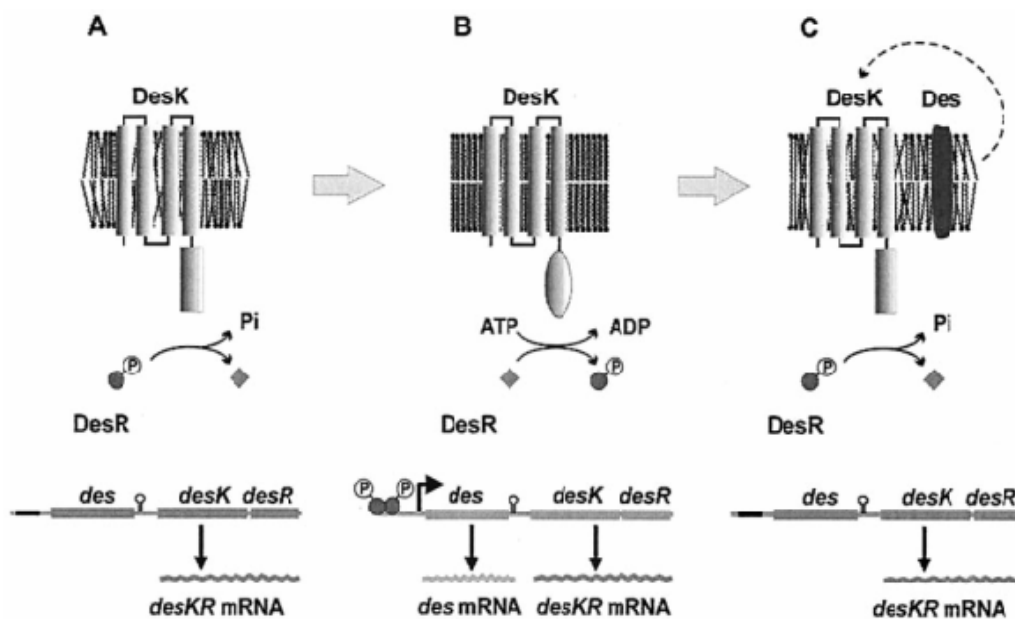 A
B
C
DesK
DesK
DesK Des
Pi
ATP ADP
Pi
P
P
P
DesR
DesR
DesR
des desK desR
P P
des desK desR
des desK desR
desKR mRNA
des mRNA desKR mRNA
desKR mRNA